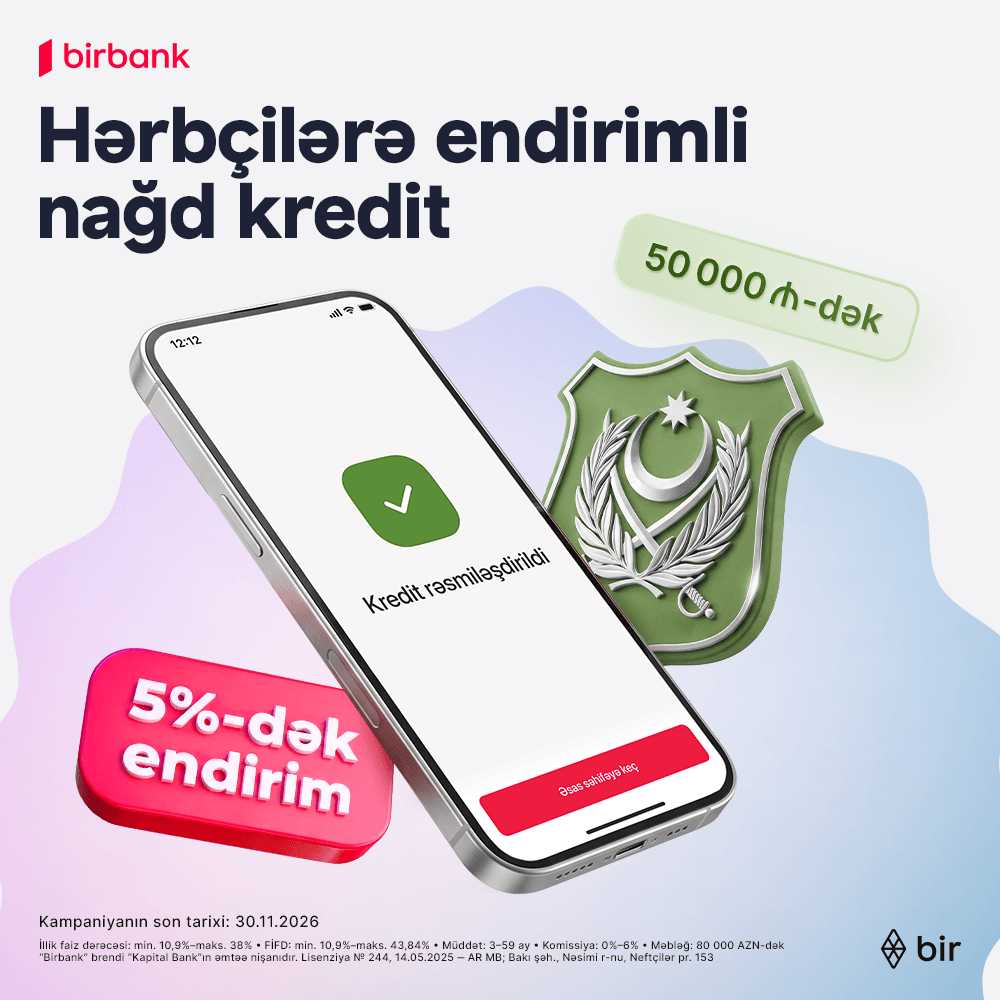 birbank
Hərbçilərə endirimli
nağd kredit
50 000 ₼-dək
12:12
Kredit rəsmiləşdirildi
5%-dək
endirim
Əsas səhifəyə keç
Kampaniyanın son tarixi: 30.11.2026
İllik faiz dərəcəsi: min. 10,9%–maks. 38% • FİFD: min. 10,9%–maks. 43,84% • Müddət: 3–59 ay • Komissiya: 0%–6% • Məbləğ: 80 000 AZN-dək
"Birbank" brendi "Kapital Bank"ın əmtəə nişanıdır. Lisenziya № 244, 14.05.2025 — AR MB; Bakı şəh., Nəsimi r-nu, Neftçilər pr. 153
bir